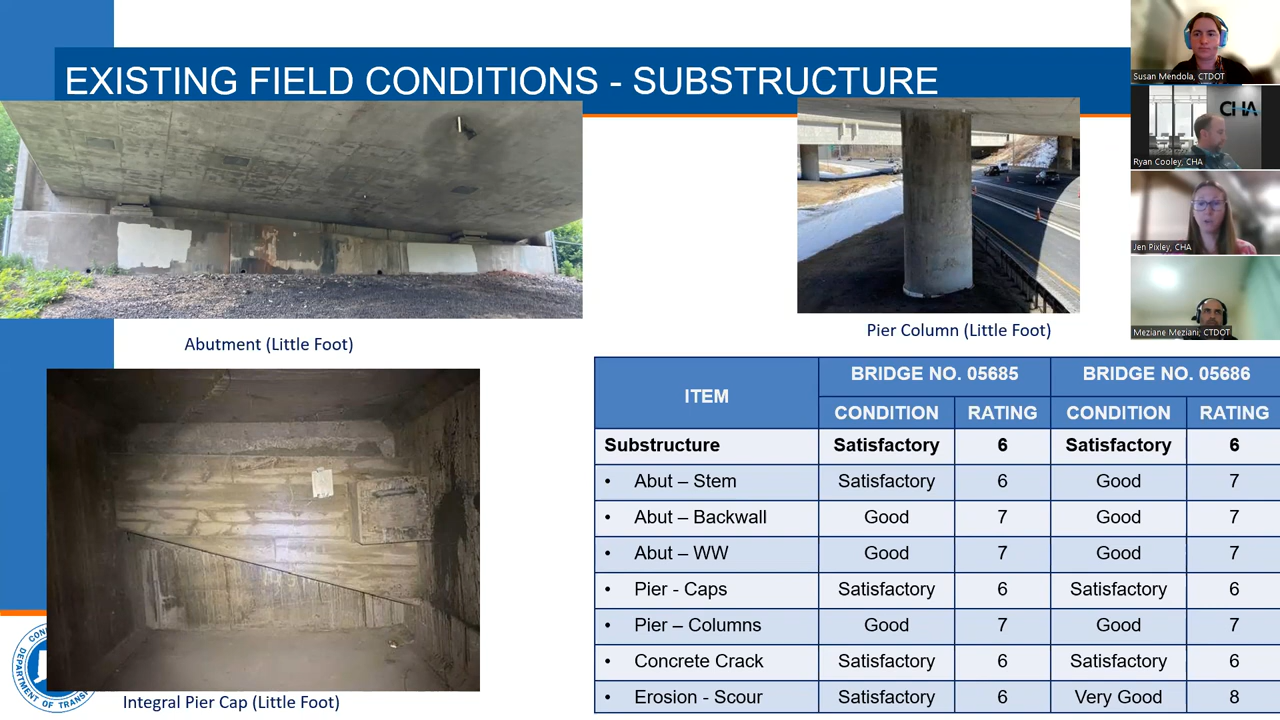 EXISTING FIELD CONDITIONS - SUBSTRUCTURE
Susan Mendola, CTDOT
CHA
Ryan Cooley, CHA
Jen Pixley, CHA
Meziane Meziani, CTDOT
Abutment (Little Foot)
Pier Column (Little Foot)
Integral Pier Cap (Little Foot)
ITEM BRIDGE NO. 05685 BRIDGE NO. 05686
CONDITION RATING CONDITION RATING
Substructure Satisfactory 6 Satisfactory 6
• Abut – Stem Satisfactory 6 Good 7
• Abut – Backwall Good 7 Good 7
• Abut – WW Good 7 Good 7
• Pier - Caps Satisfactory 6 Satisfactory 6
• Pier – Columns Good 7 Good 7
• Concrete Crack Satisfactory 6 Satisfactory 6
• Erosion - Scour Satisfactory 6 Very Good 8
DEPARTMENT OF